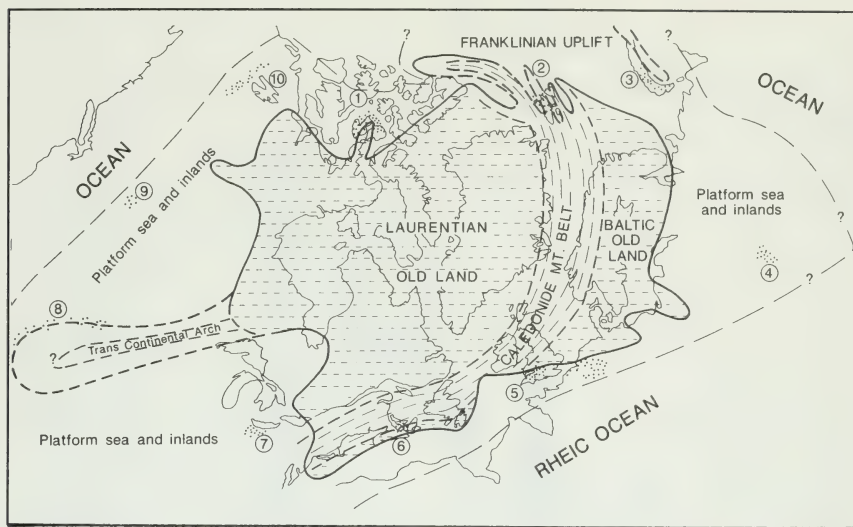 FRANKLINIAN UPLIFT
?
?
10
1
2
3
OCEAN
OCEAN
9
Platform sea and inlands
Platform sea
and inlands
LAURENTIAN
OLD LAND
BALTIC
OLD
LAND
CALEDONIDE MT. BELT
?
4
?
8
?
Trans Continental Arch
5
Platform sea and inlands
7
6
RHEIC OCEAN